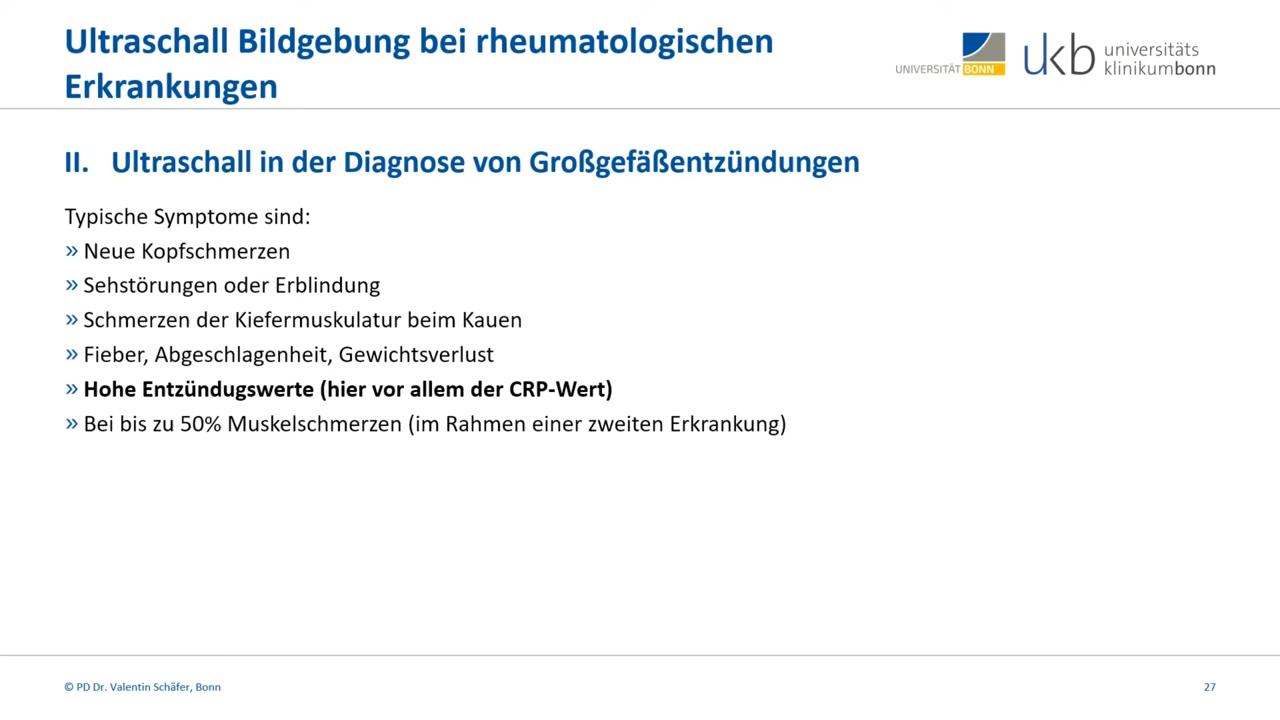 Ultraschall Bildgebung bei rheumatologischen
Erkrankungen
UNIVERSITÄT BONN
ukb universitäts
klinikumbonn
II. Ultraschall in der Diagnose von Großgefäßentzündungen
Typische Symptome sind:
» Neue Kopfschmerzen
» Sehstörungen oder Erblindung
» Schmerzen der Kiefermuskulatur beim Kauen
» Fieber, Abgeschlagenheit, Gewichtsverlust
» Hohe Entzündugswerte (hier vor allem der CRP-Wert)
» Bei bis zu 50% Muskelschmerzen (im Rahmen einer zweiten Erkrankung)
© PD Dr. Valentin Schäfer, Bonn
27